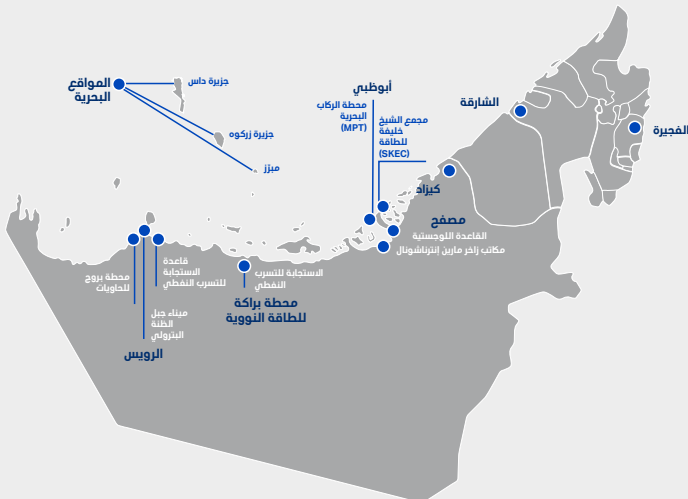 المواقع
البحرية
جزيرة داس
جزيرة زركوه
مبرّز
أبوظبي
محطة الركاب
البحرية
(MPT)
مجمع الشيخ
خليفة
للطاقة
(SKEC)
الشارقة
الفجيرة
كيزاد
مصفح
القاعدة اللوجستية
مكاتب زاخر مارين إنترناشونال
قاعدة
الاستجابة
للتسرب النفطي
محطة بروج
للحاويات
ميناء جبل
الظنة
البترولي
الرويس
الاستجابة للتسرب
النفطي
محطة براكة
للطاقة النووية